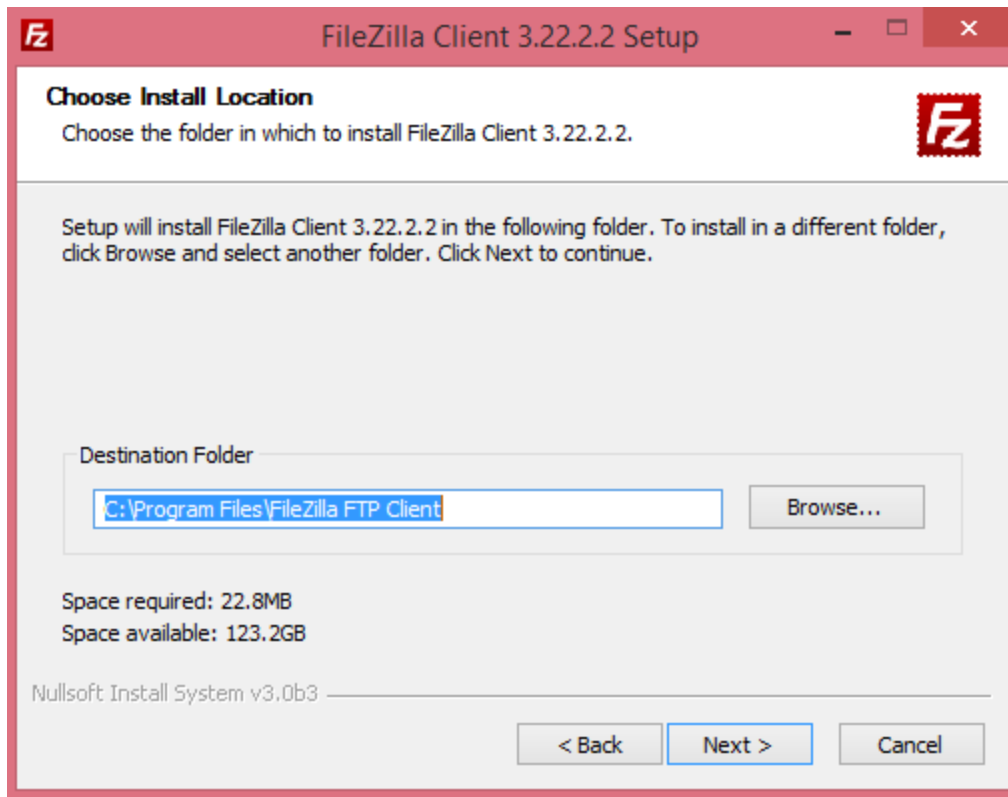 FileZilla Client 3.22.2.2 Setup
Choose Install Location
Choose the folder in which to install FileZilla Client 3.22.2.2.
Fz
Setup will install FileZilla Client 3.22.2.2 in the following folder. To install in a different folder,
click Browse and select another folder. Click Next to continue.
Destination Folder
C:\Program Files\FileZilla FTP Client
Browse...
Space required: 22.8MB
Space available: 123.2GB
Nullsoft Install System v3.0b3
< Back
Next >
Cancel